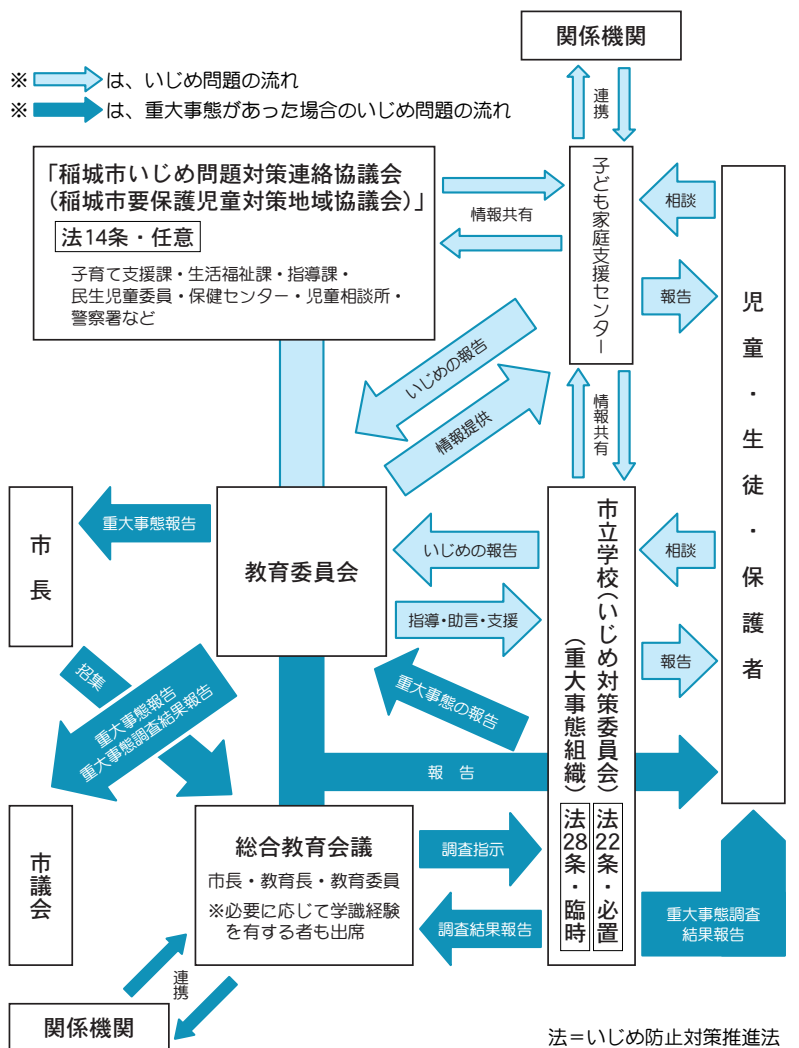 関係機関
※ は、いじめ問題の流れ
※ は、重大事態があった場合のいじめ問題の流れ
連携
「稲城市いじめ問題対策連絡協議会
(稲城市要保護児童対策地域協議会)」
法14条・任意
子育て支援課・生活福祉課・指導課・
民生児童委員・保健センター・児童相談所・
警察署など
情報共有
子ども家庭支援センター
相談
報告
児童・生徒・保護者
いじめの報告
情報提供
情報共有
市長
重大事態報告
教育委員会
いじめの報告
指導・助言・支援
重大事態の報告
市立学校(いじめ対策委員会)
(重大事態組織)
法22条・必置
法28条・臨時
相談
報告
招集
重大事態報告
重大事態調査結果報告
報 告
市議会
総合教育会議
市長・教育長・教育委員
※必要に応じて学識経験
を有する者も出席
調査指示
調査結果報告
重大事態調査
結果報告
連携
関係機関
法=いじめ防止対策推進法